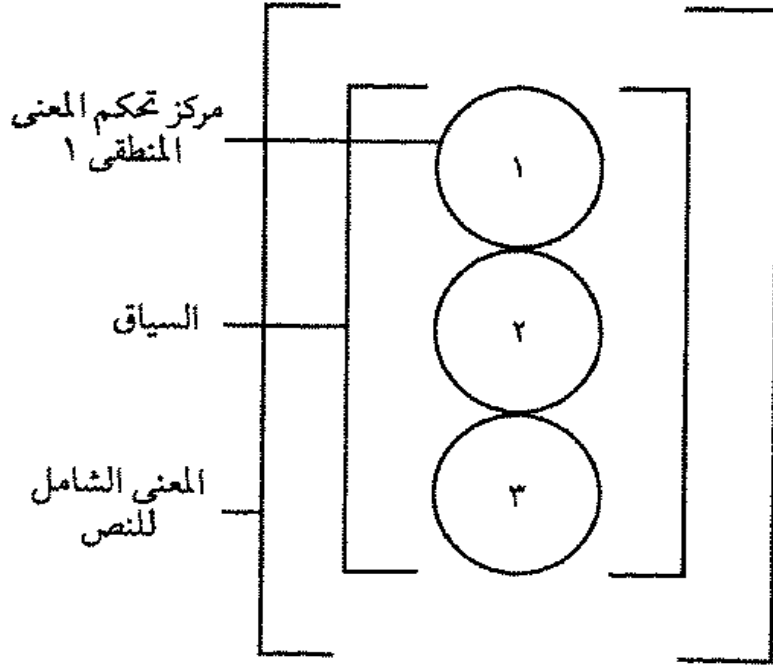 مركز تحكم المعنى
المنطقى ١
١
السياق
٢
المعنى الشامل
للنص
٣